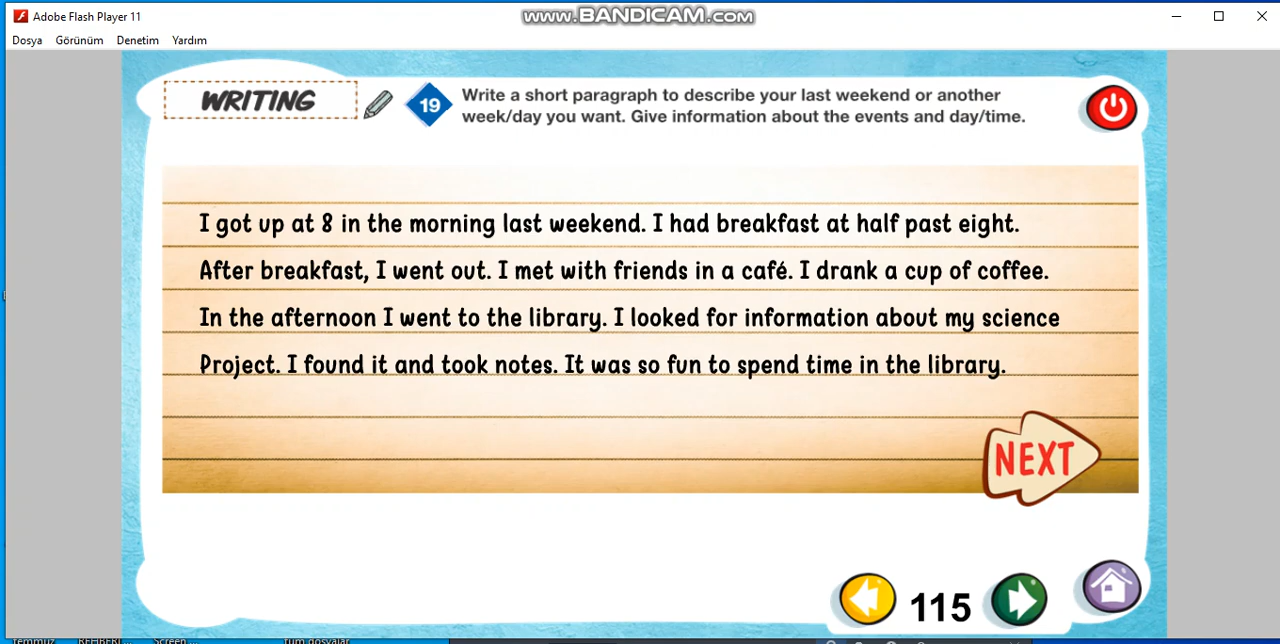 Adobe Flash Player 11
www.BANDICAM.com
Dosya Görünüm Denetim Yardım
WRITING
19
Write a short paragraph to describe your last weekend or another
week/day you want. Give information about the events and day/time.
I got up at 8 in the morning last weekend. I had breakfast at half past eight.
After breakfast, I went out. I met with friends in a café. I drank a cup of coffee.
In the afternoon I went to the library. I looked for information about my science
Project. I found it and took notes. It was so fun to spend time in the library.
NEXT
115